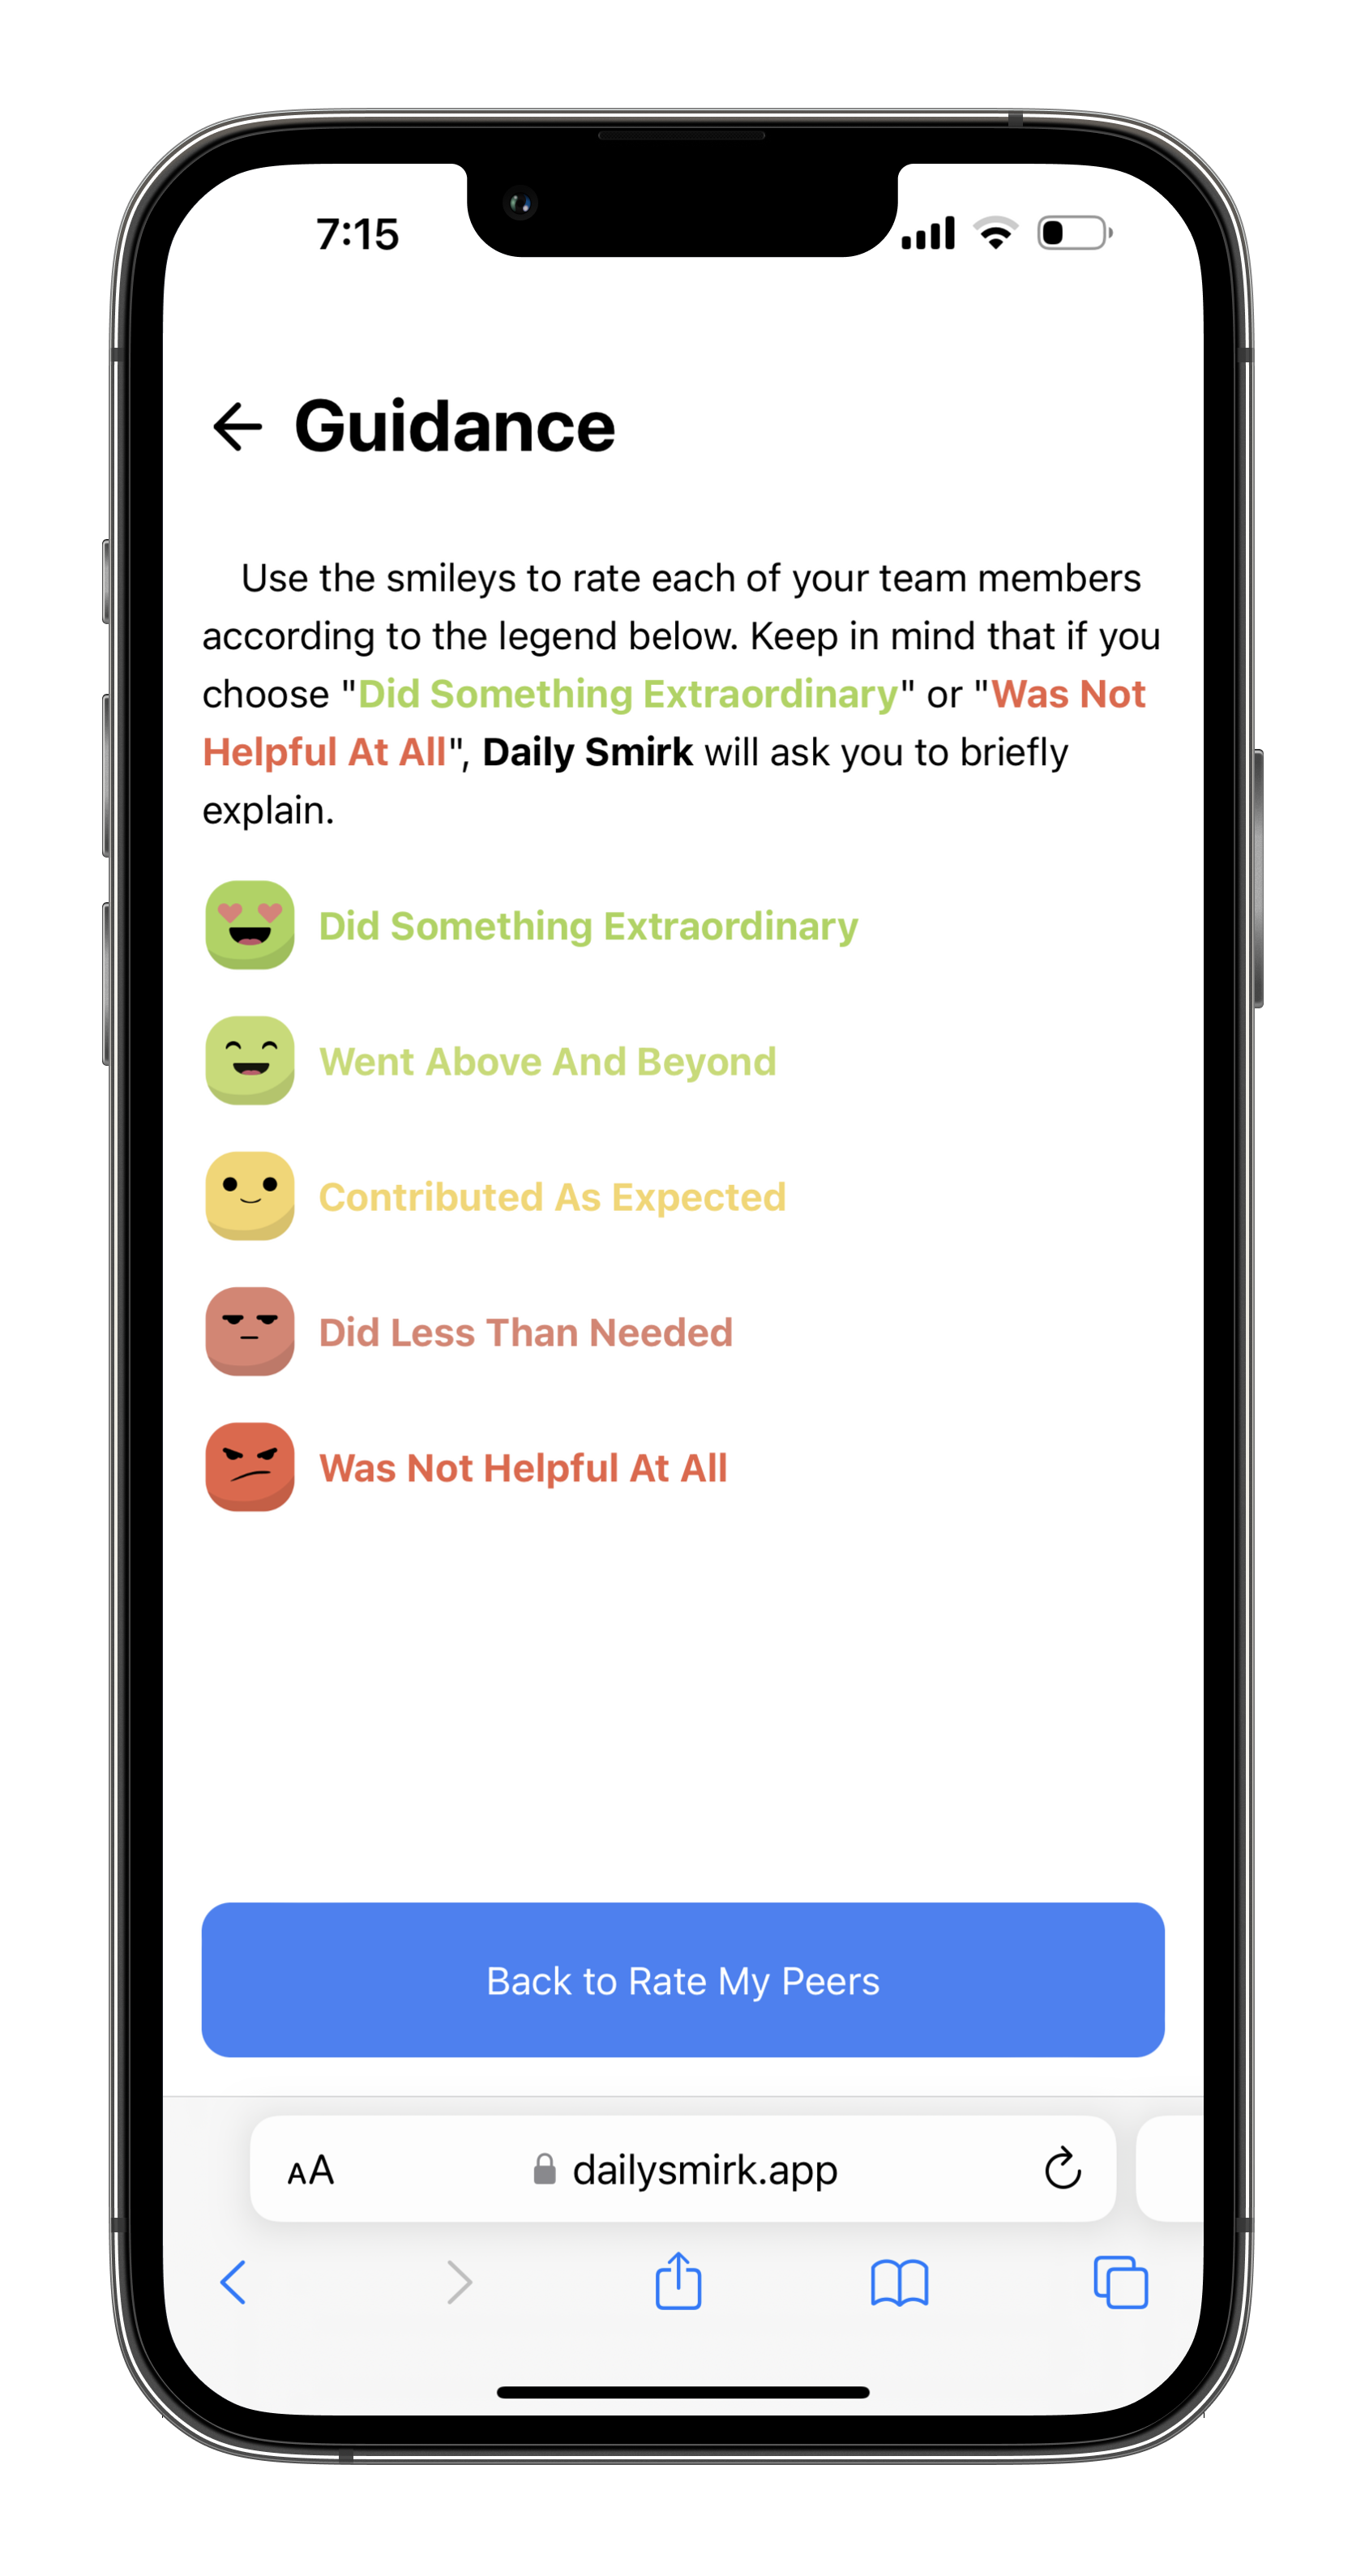 7:15
Guidance
Use the smileys to rate each of your team members
according to the legend below. Keep in mind that if you
choose "Did Something Extraordinary" or "Was Not
Helpful At All", Daily Smirk will ask you to briefly
explain.
Did Something Extraordinary
Went Above And Beyond
Contributed As Expected
Did Less Than Needed
Was Not Helpful At All
Back to Rate My Peers
AA dailysmirk.app